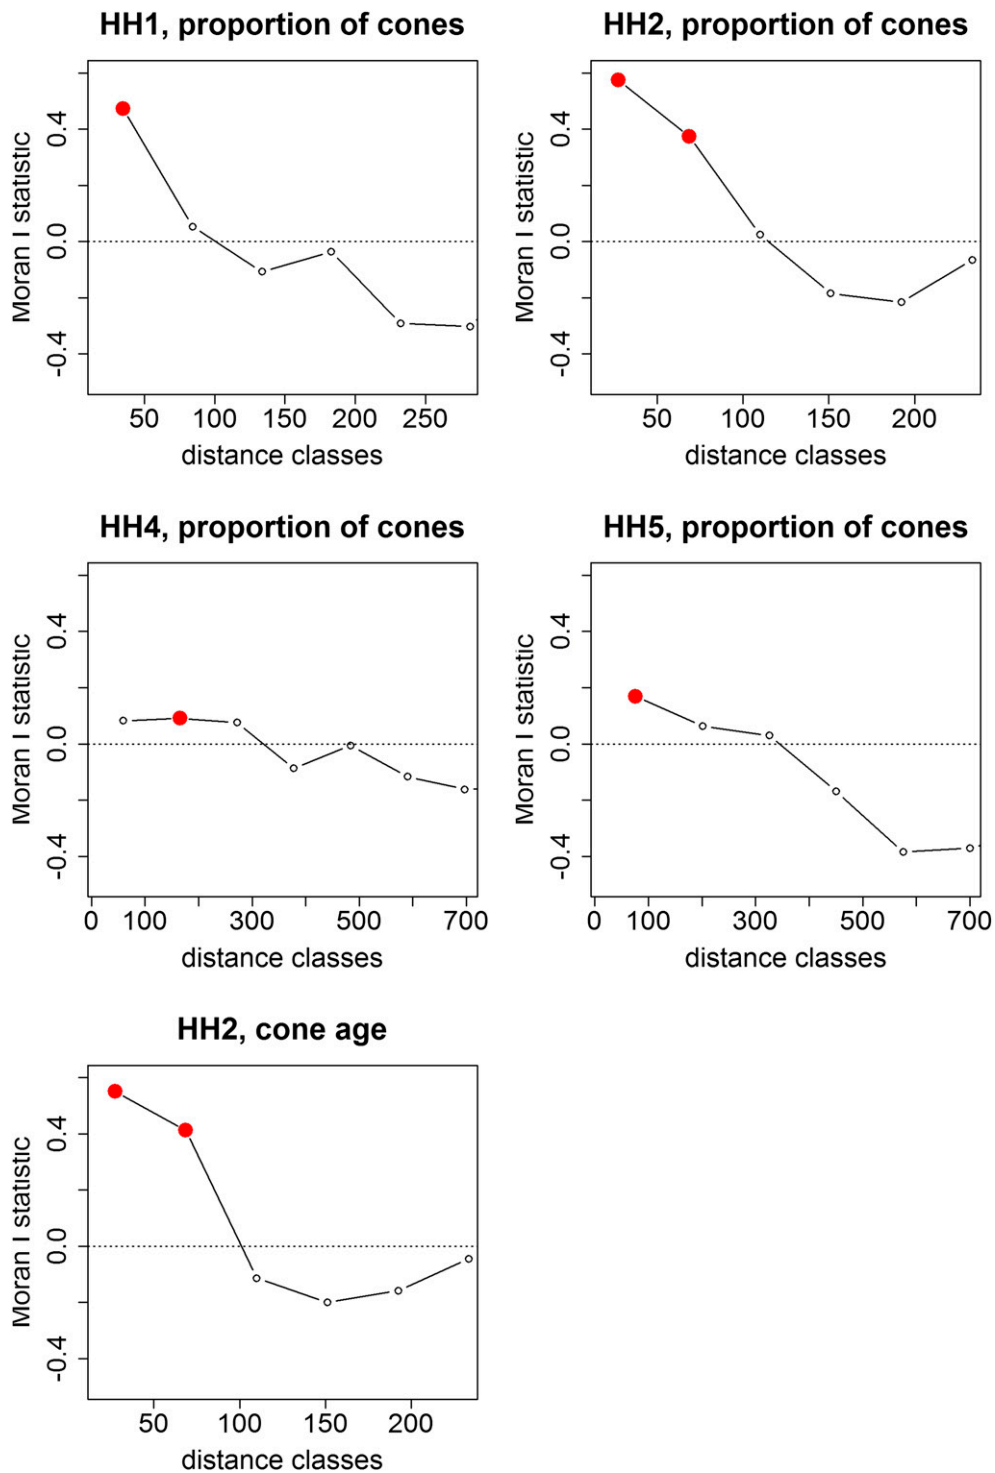 HH1, proportion of cones
Moran I statistic
0.4
0.0
-0.4
50 100 150 200 250
distance classes
HH2, proportion of cones
Moran I statistic
0.4
0.0
-0.4
50 100 150 200
distance classes
HH4, proportion of cones
Moran I statistic
0.4
0.0
-0.4
0 100 300 500 700
distance classes
HH5, proportion of cones
Moran I statistic
0.4
0.0
-0.4
0 100 300 500 700
distance classes
HH2, cone age
Moran I statistic
0.4
0.0
-0.4
50 100 150 200
distance classes